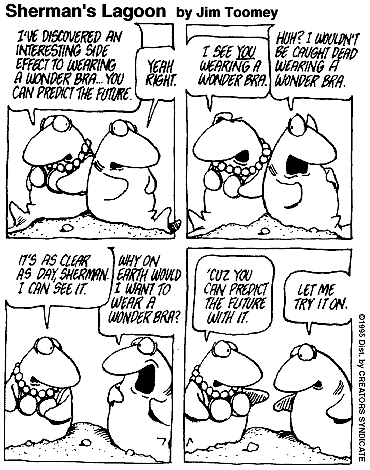 Sherman's Lagoon by Jim Toomey
I'VE DISCOVERED AN
INTERESTING SIDE
EFFECT TO WEARING
A WONDER BRA... YOU
CAN PREDICT THE FUTURE.
YEAH
RIGHT.
I SEE YOU
WEARING A
WONDER BRA.
HUH? I WOULDN'T
BE CAUGHT DEAD
WEARING A
WONDER BRA.
IT'S AS CLEAR
AS DAY, SHERMAN.
I CAN SEE IT.
WHY ON
EARTH WOULD
I WANT TO
WEAR A
WONDER BRA?
'CUZ YOU
CAN PREDICT
THE FUTURE
WITH IT.
LET ME
TRY IT ON.
©1995 Dist. by CREATORS SYNDICATE